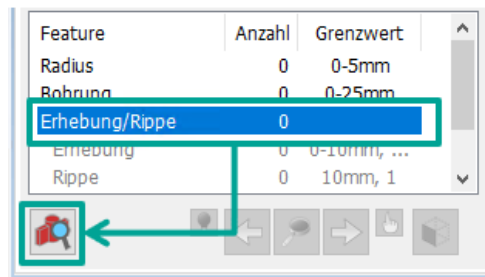 Feature Anzahl Grenzwert
Radius 0 0-5mm
Bohrung 0 0-25mm
Erhebung/Rippe 0
Erhebung 0 0-10mm, ...
Rippe 0 10mm, 1